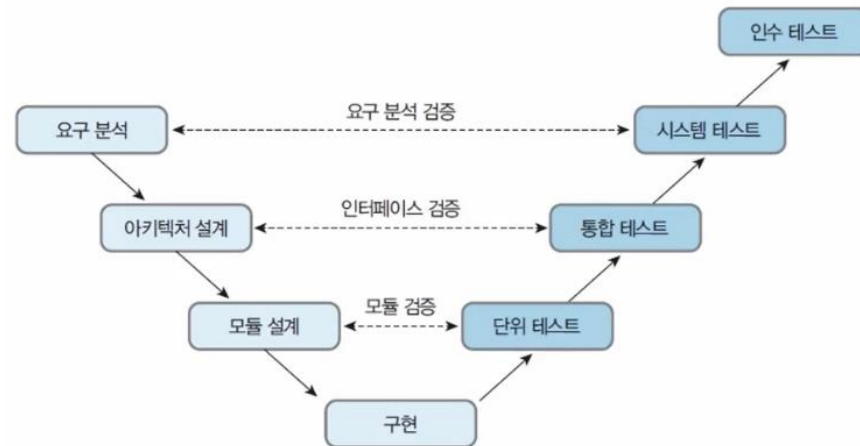 인수 테스트
요구 분석 검증
요구 분석
시스템 테스트
인터페이스 검증
아키텍처 설계
통합 테스트
모듈 검증
모듈 설계
단위 테스트
구현